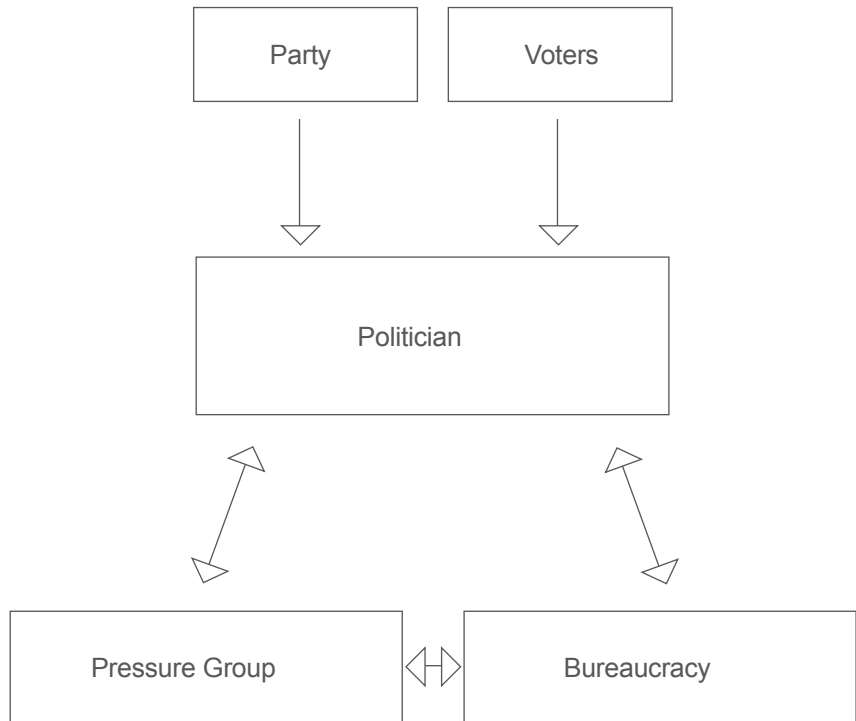 Party
Voters
Politician
Pressure Group
Bureaucracy